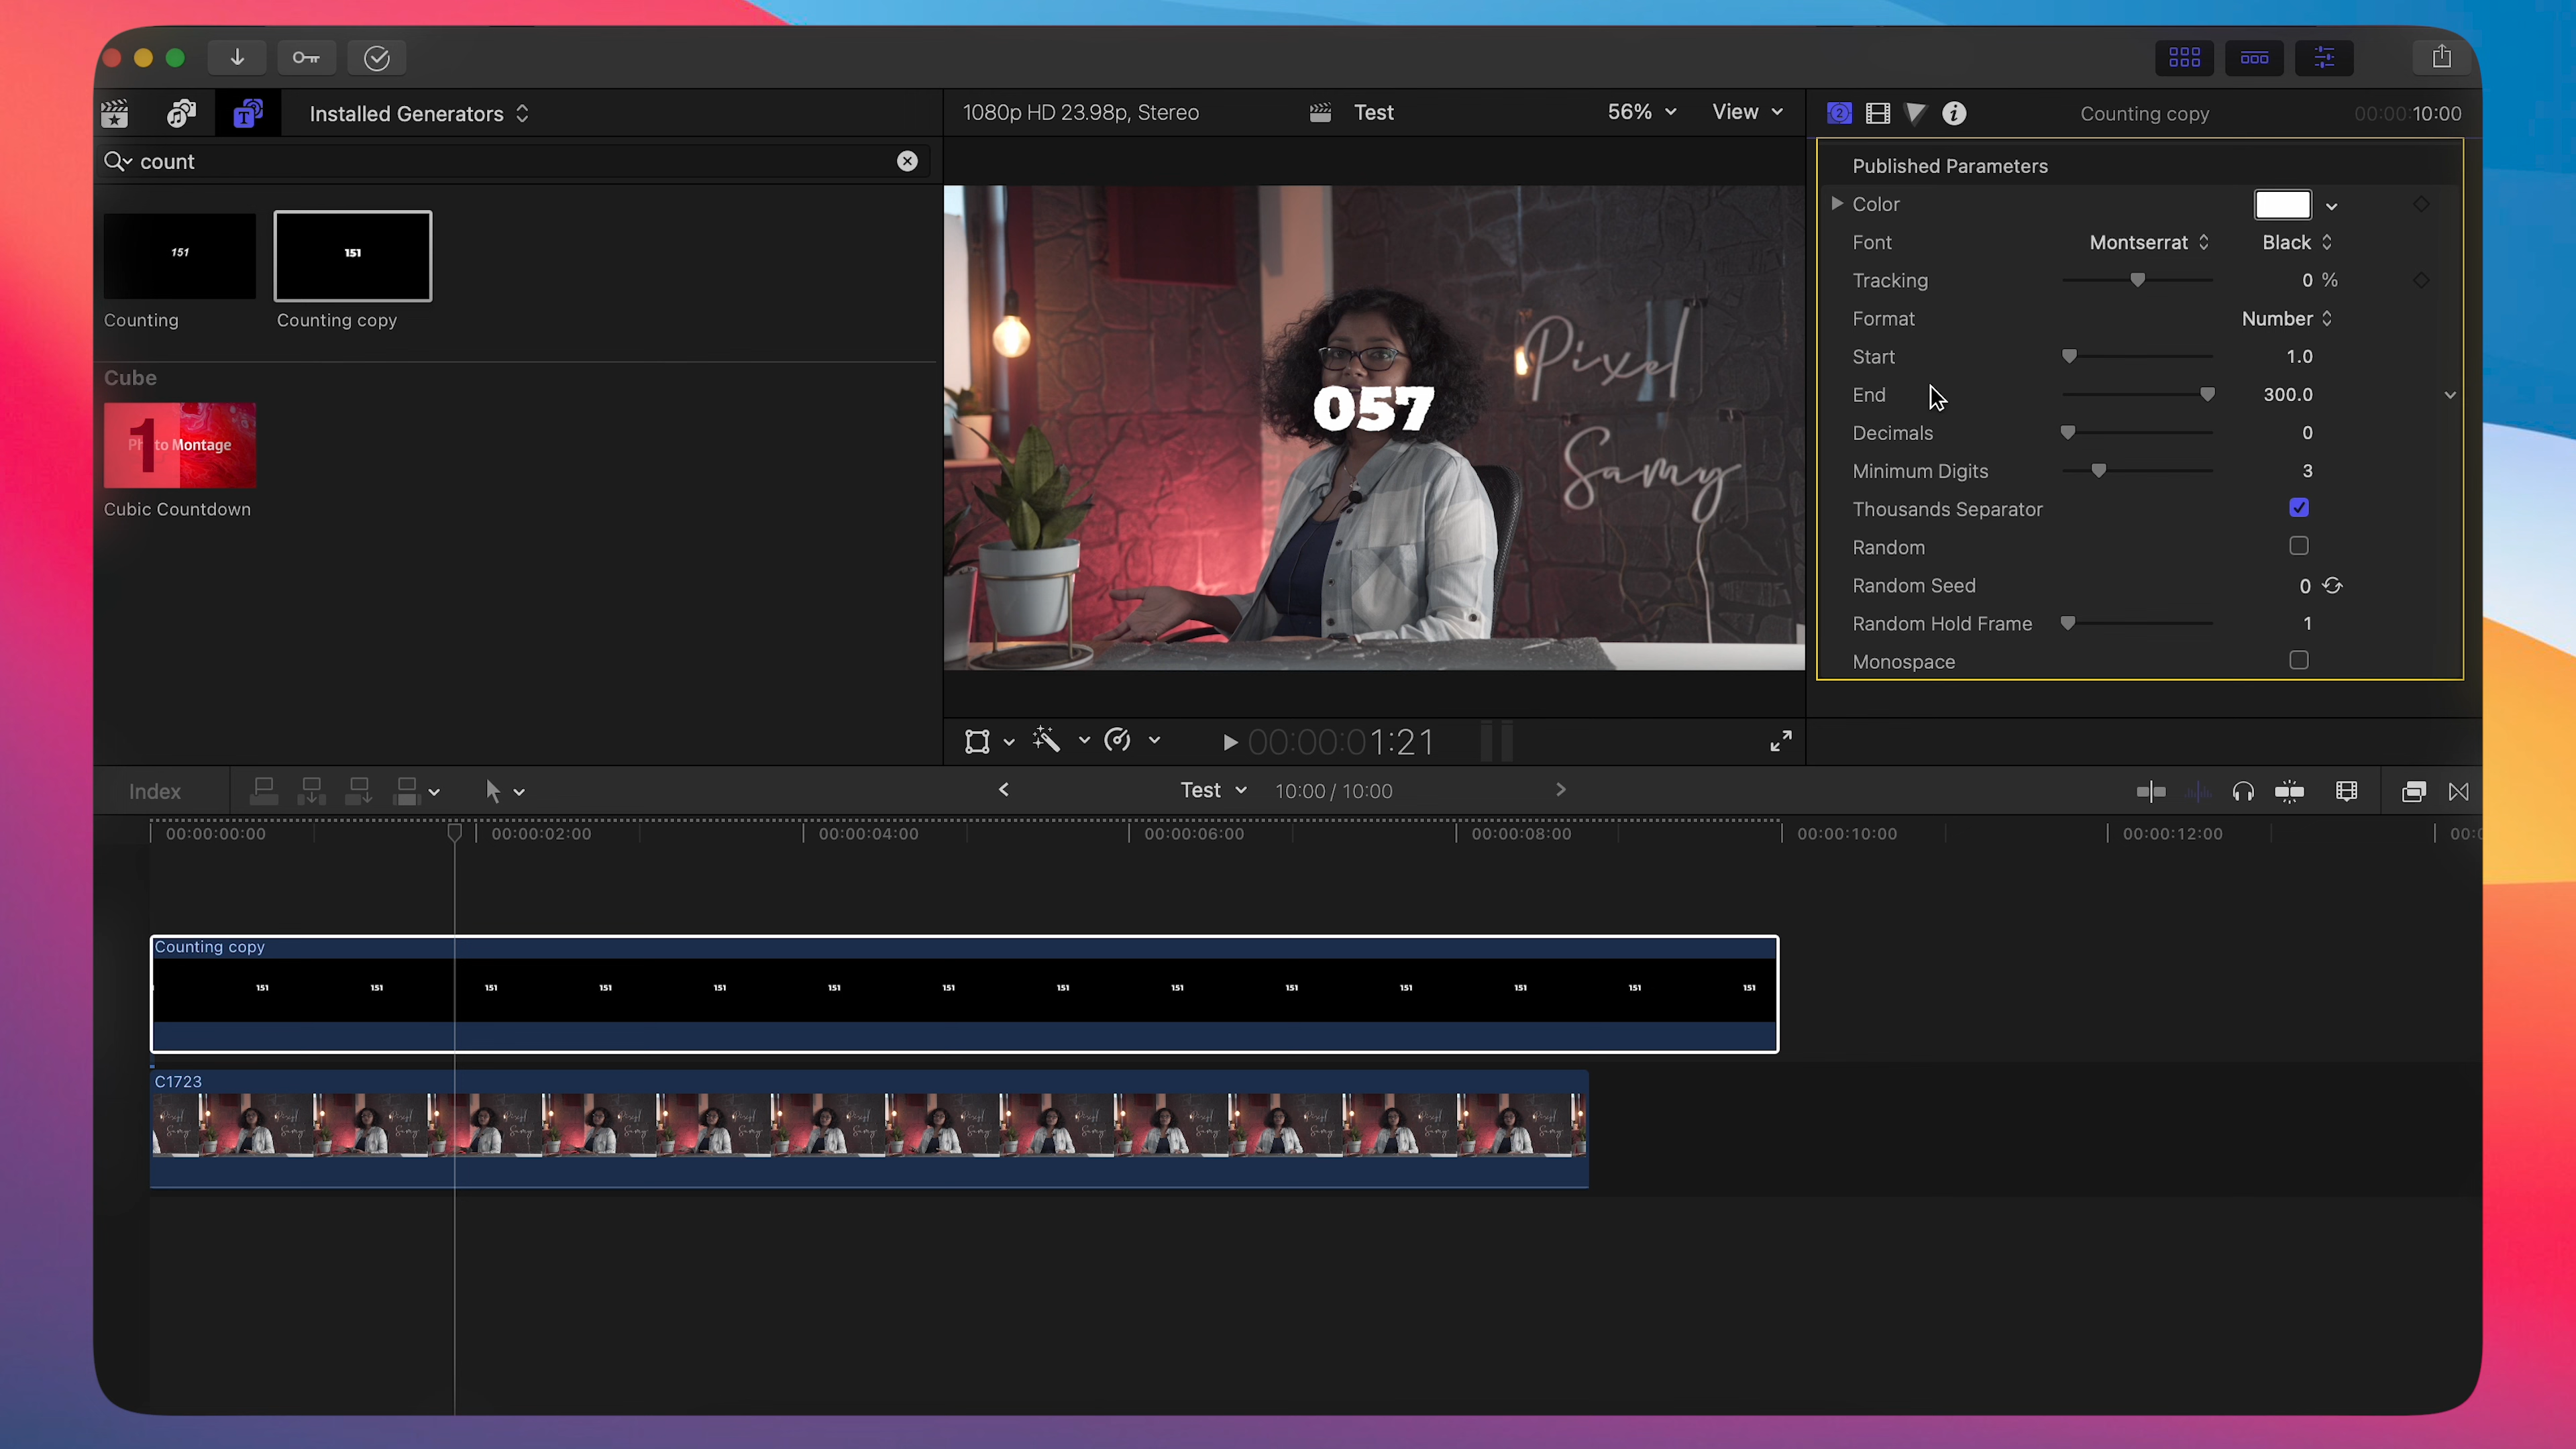 Installed Generators
1080p HD 23.98p, Stereo
Test
56%
View
2
Counting copy
00:00:00:10:00
count
151
Counting
151
Counting copy
Cube
1
Photo Montage
Cubic Countdown
Pixel
Samy
057
Published Parameters
Color
Font Montserrat Black
Tracking 0 %
Format Number
Start 1.0
End 300.0
Decimals 0
Minimum Digits 3
Thousands Separator
Random
Random Seed 0
Random Hold Frame 1
Monospace
00:00:01:21
Index
Test
10:00 / 10:00
00:00:00:00 00:00:02:00 00:00:04:00 00:00:06:00 00:00:08:00 00:00:10:00 00:00:12:00
Counting copy
151 151 151 151 151 151 151 151 151 151 151 151 151 151
C1723